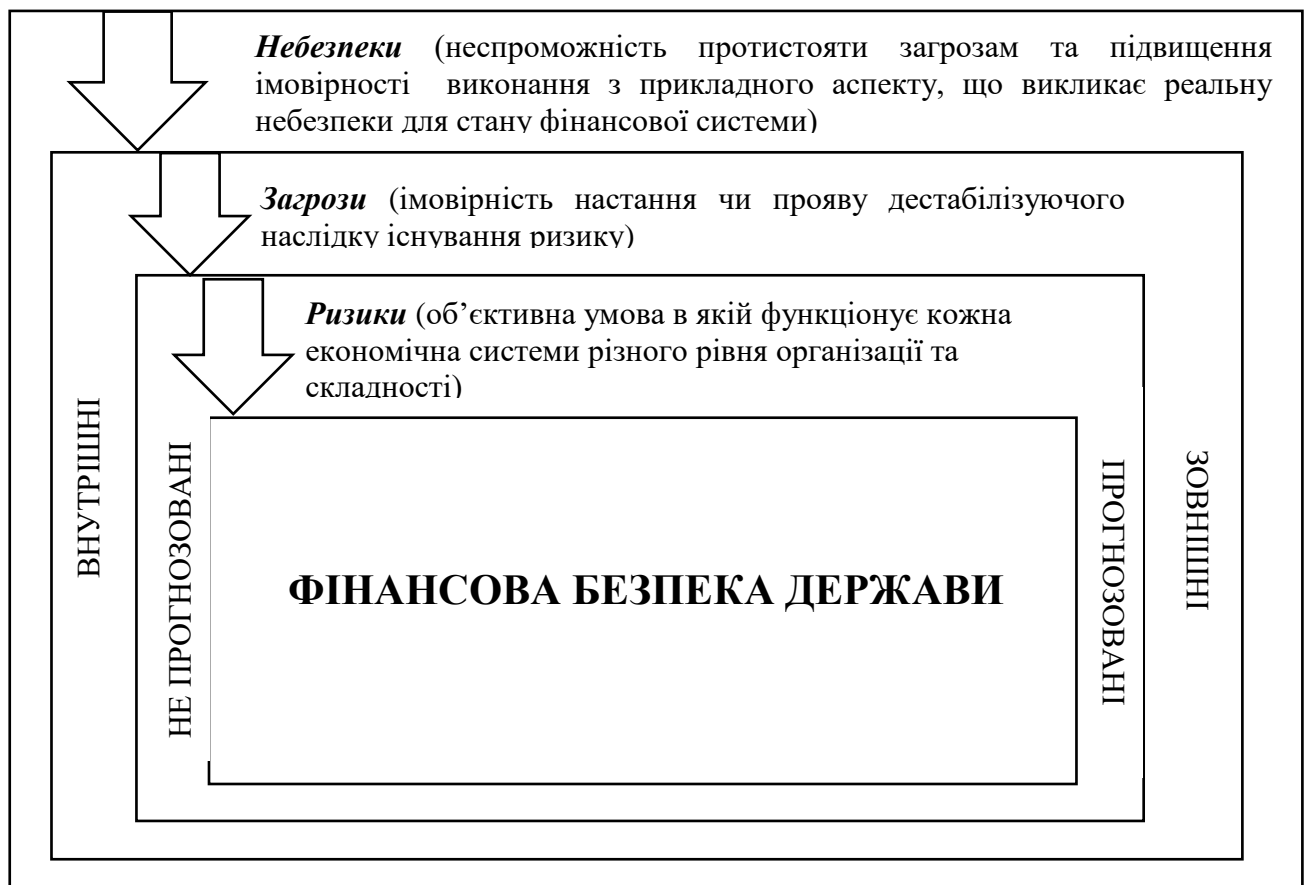 Небезпеки (неспроможність протистояти загрозам та підвищення
імовірності виконання з прикладного аспекту, що викликає реальну
небезпеки для стану фінансової системи)
Загрози (імовірність настання чи прояву дестабілізуючого
наслідку існування ризику)
Ризики (об’єктивна умова в якій функціонує кожна
економічна системи різного рівня організації та
складності)
ВНУТРІШНІ
НЕ ПРОГНОЗОВАНІ
ФІНАНСОВА БЕЗПЕКА ДЕРЖАВИ
ПРОГНОЗОВАНІ
ЗОВНІШНІ